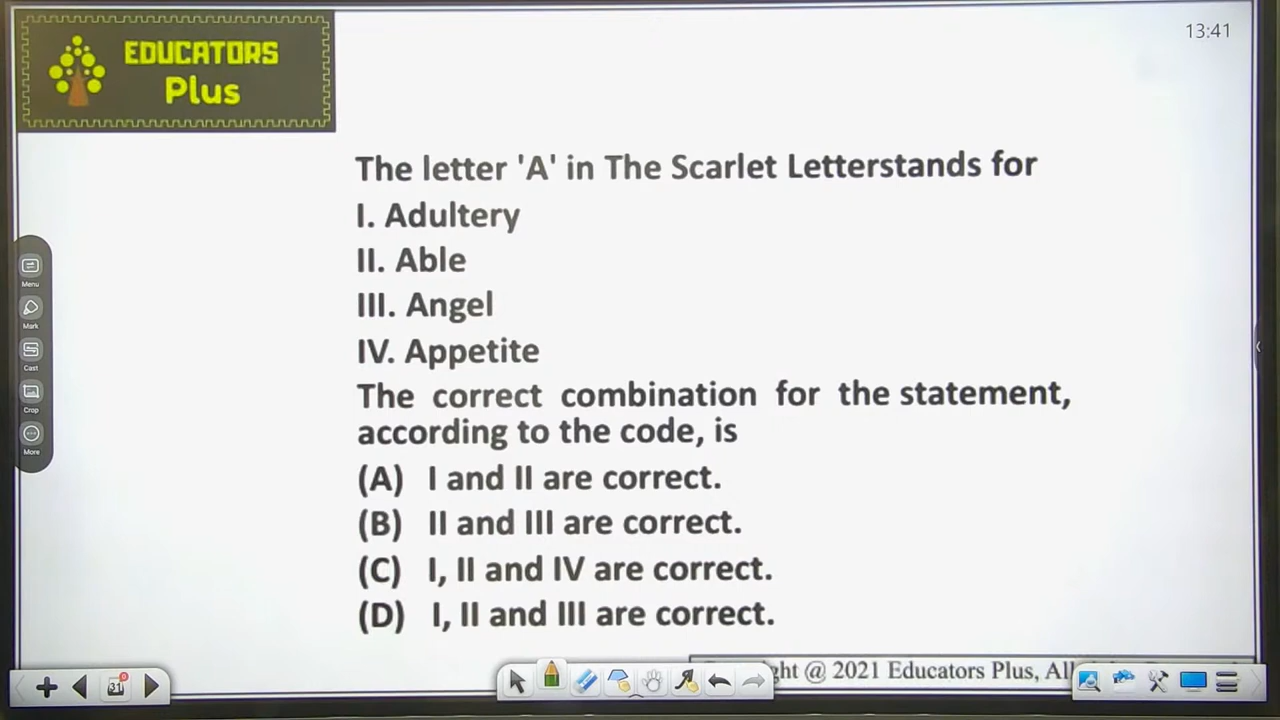 EDUCATORS
Plus
13:41
The letter 'A' in The Scarlet Letterstands for
I. Adultery
II. Able
III. Angel
IV. Appetite
The correct combination for the statement,
according to the code, is
(A) I and II are correct.
(B) II and III are correct.
(C) I, II and IV are correct.
(D) I, II and III are correct.
Menu
Mark
Cast
Crop
More
31
@ 2021 Educators Plus,